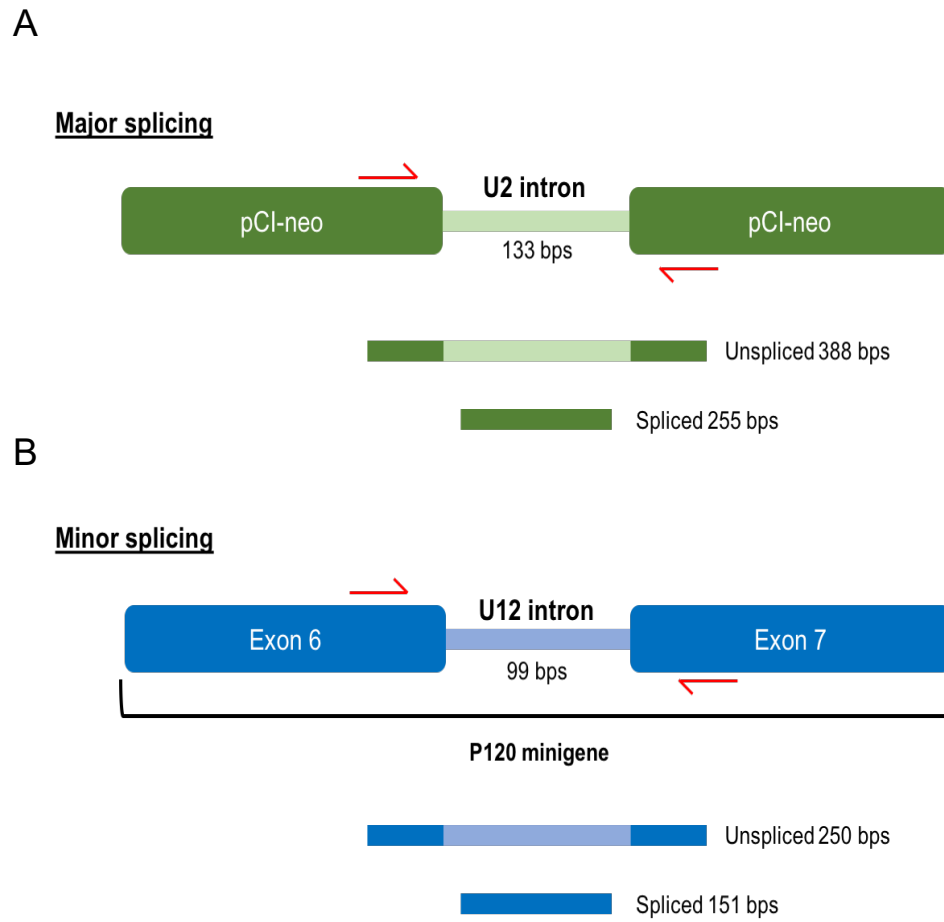 A
Major splicing
U2 intron
pCI-neo
pCI-neo
133 bps
Unspliced 388 bps
Spliced 255 bps
B
Minor splicing
U12 intron
Exon 6
Exon 7
99 bps
P120 minigene
Unspliced 250 bps
Spliced 151 bps